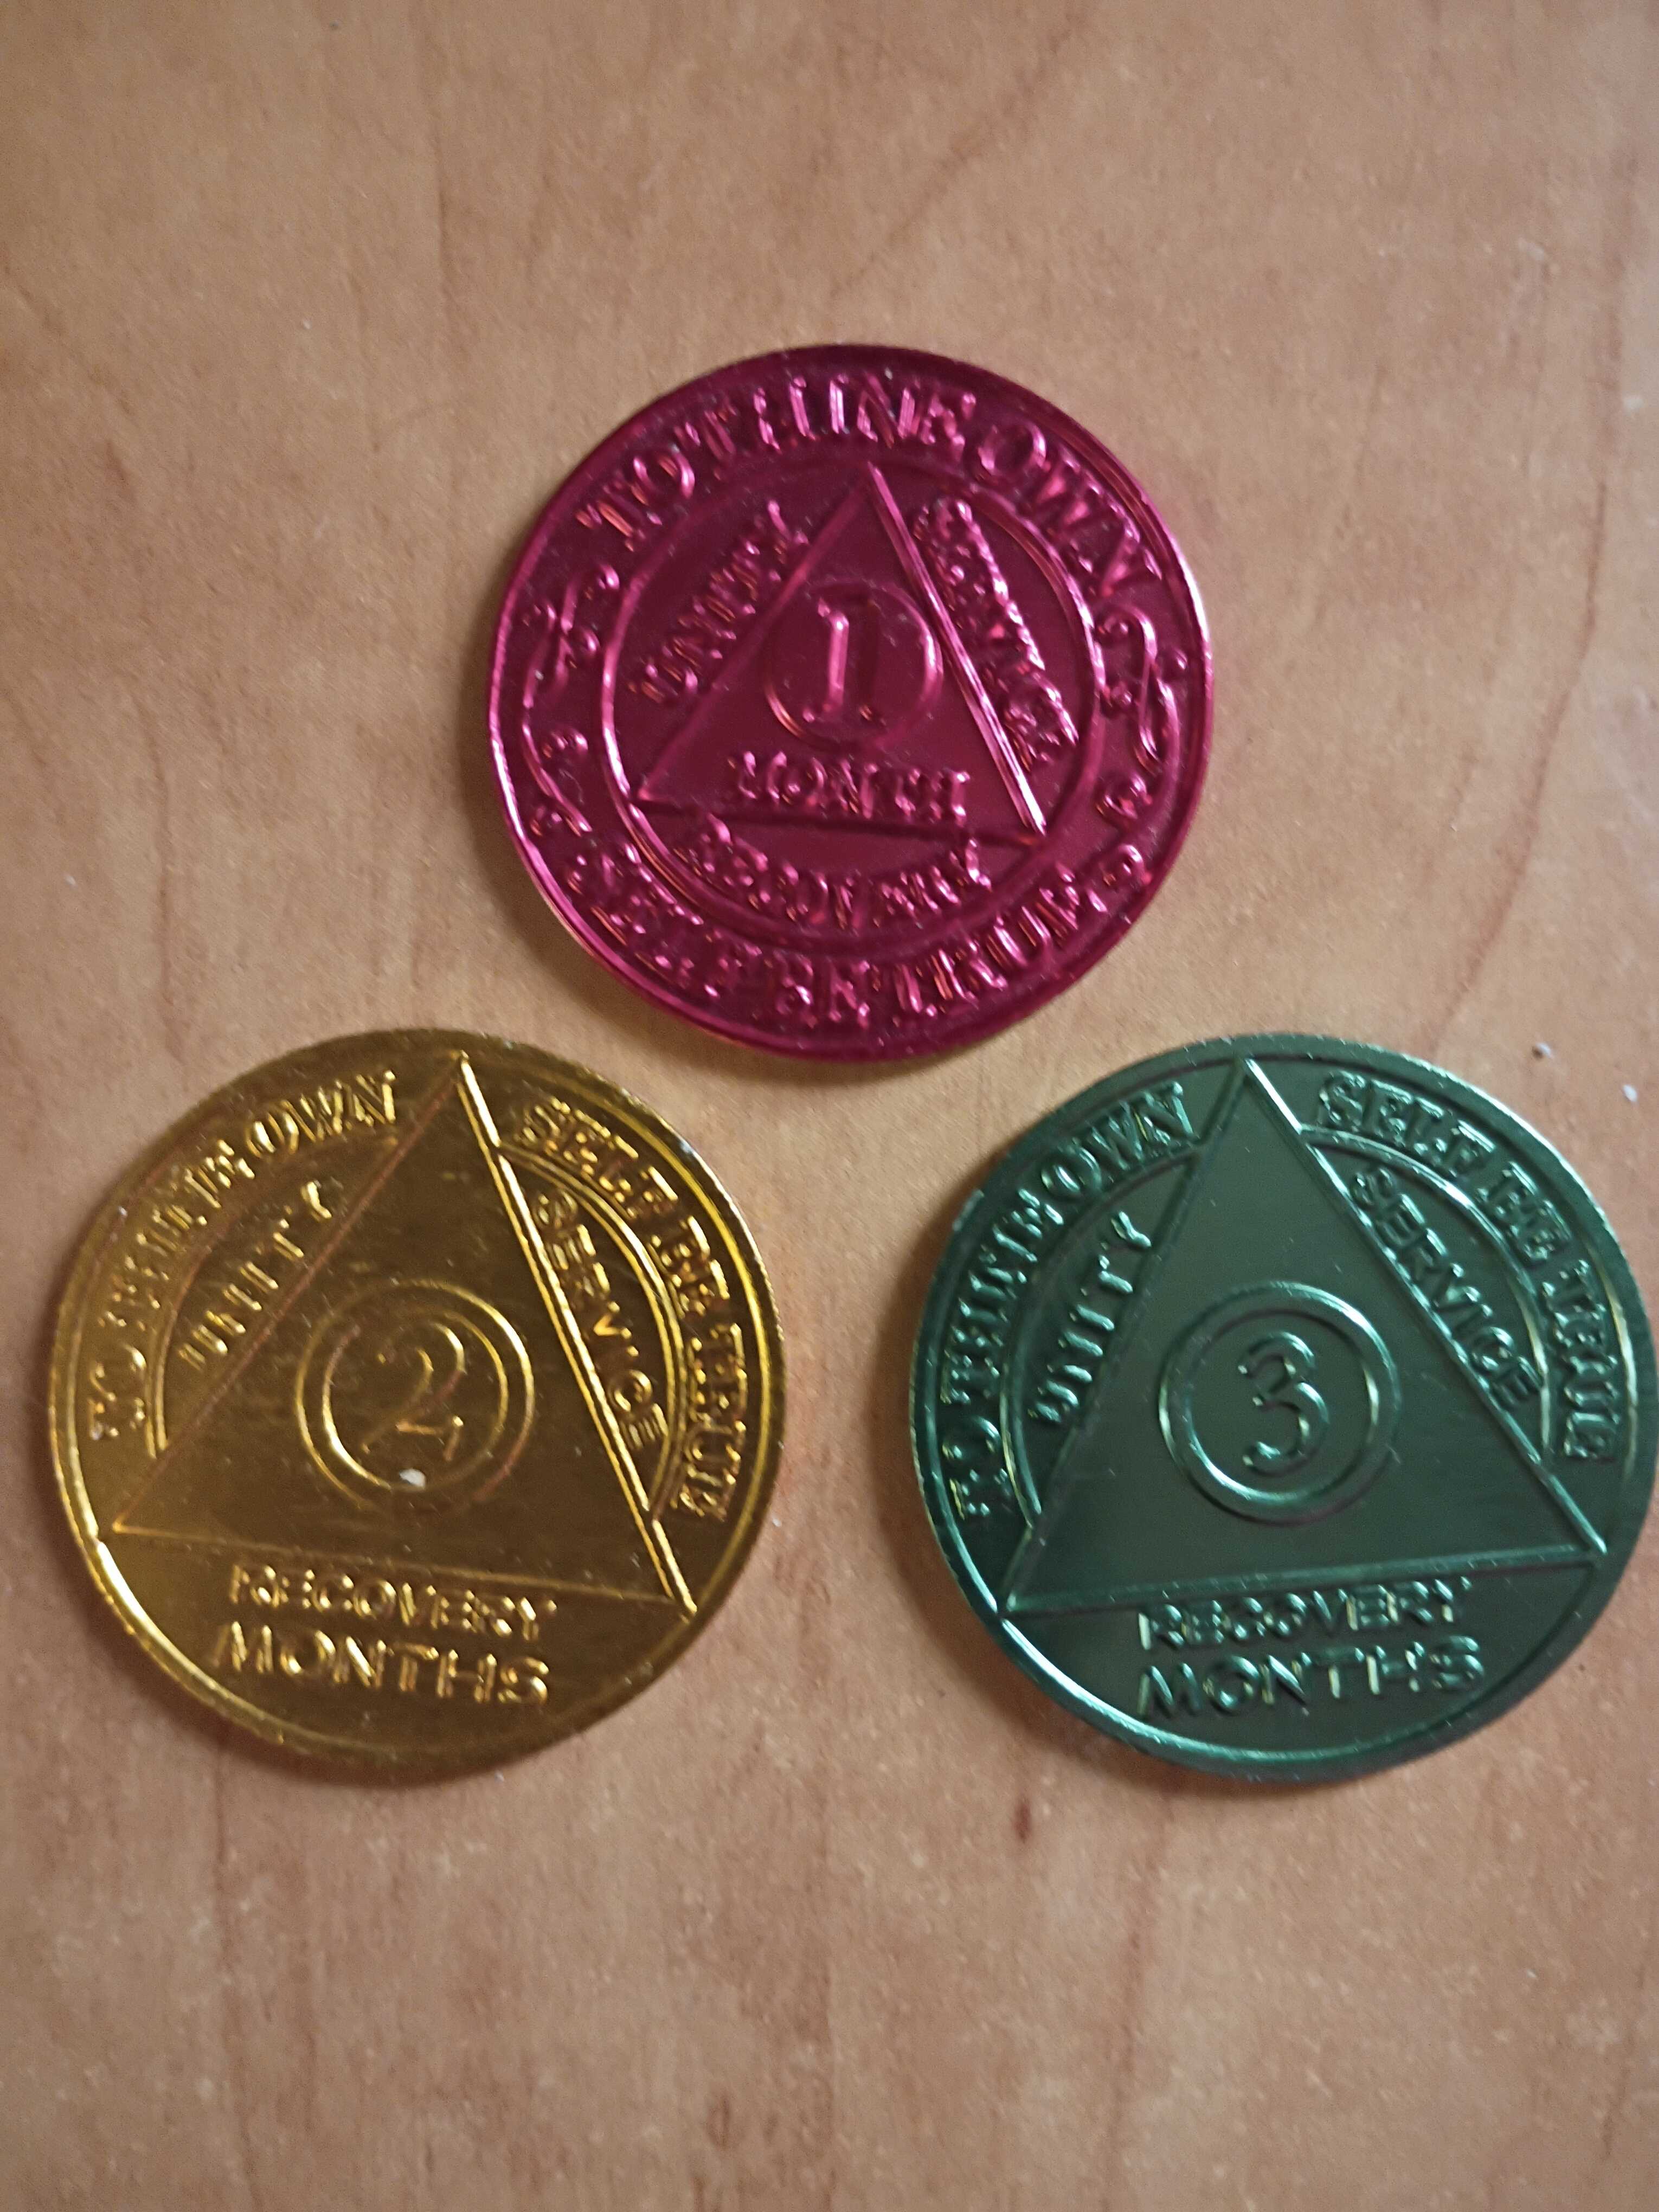 TO THINE OWN
UNITY
SERVICE
1
MONTH
RECOVERY
SELF BE TRUE
TO THINE OWN
SELF BE TRUE
UNITY
SERVICE
2
RECOVERY
MONTHS
TO THINE OWN
SELF BE TRUE
UNITY
SERVICE
3
RECOVERY
MONTHS